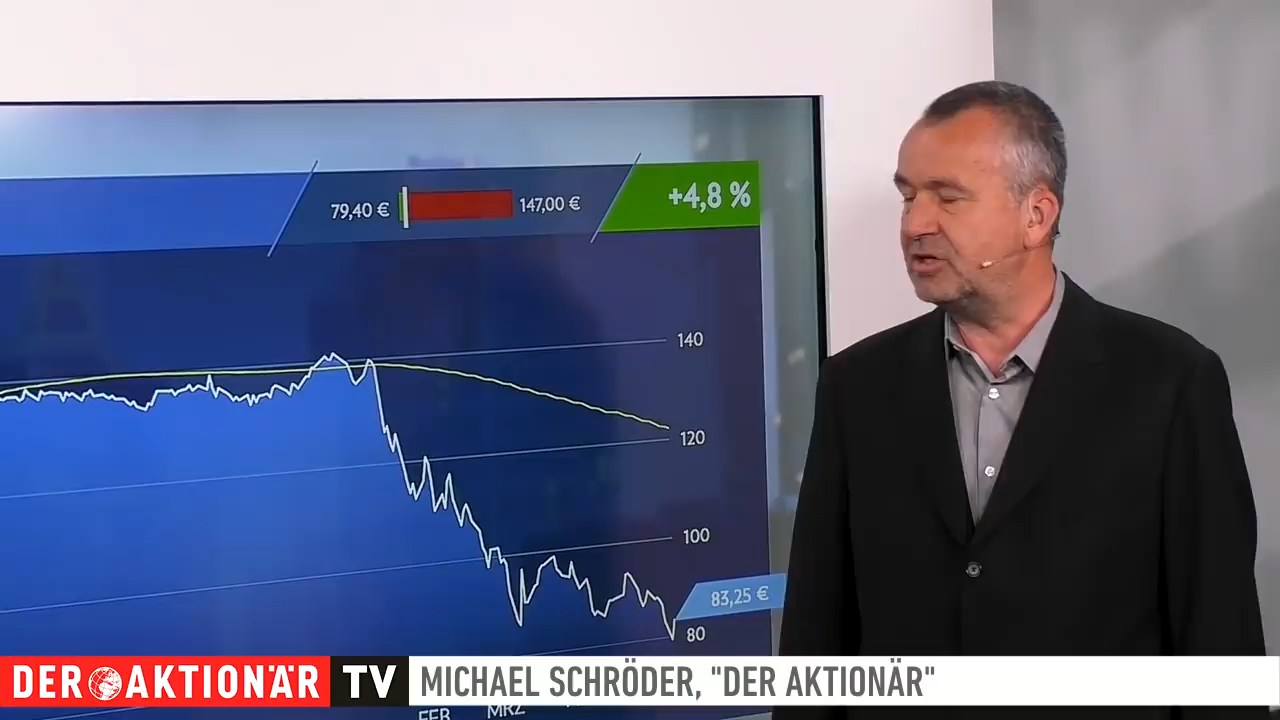 79,40 €
147,00 €
+4,8 %
140
120
100
83,25 €
80
FEB
MRZ
DER AKTIONÄR TV
MICHAEL SCHRÖDER, "DER AKTIONÄR"